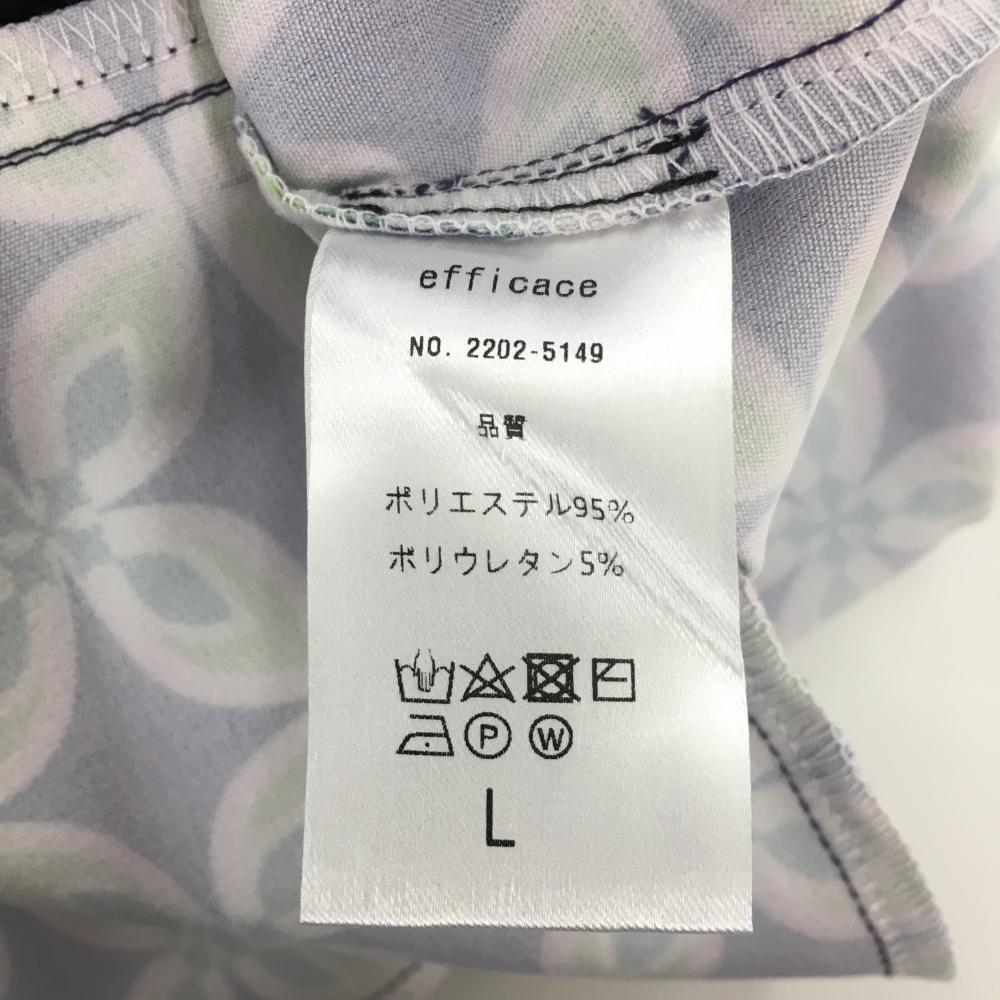 efficace
NO. 2202-5149
品質
ポリエステル95%
ポリウレタン5%
P W
L